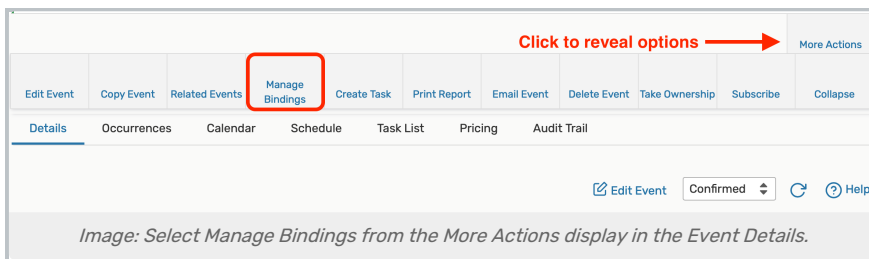 Click to reveal options
More Actions
Edit Event Copy Event Related Events Manage Bindings Create Task Print Report Email Event Delete Event Take Ownership Subscribe Collapse
Details Occurrences Calendar Schedule Task List Pricing Audit Trail
Edit Event Confirmed Help
Image: Select Manage Bindings from the More Actions display in the Event Details.